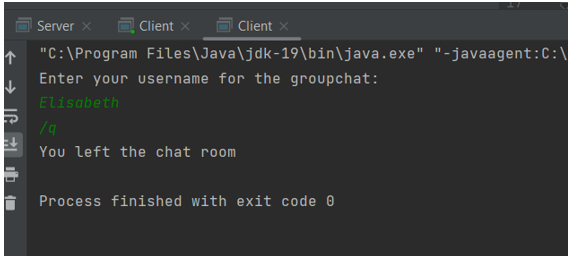 Server Client Client
"C:\Program Files\Java\jdk-19\bin\java.exe" "-javaagent:C:\
Enter your username for the groupchat:
Elisabeth
/q
You left the chat room
Process finished with exit code 0